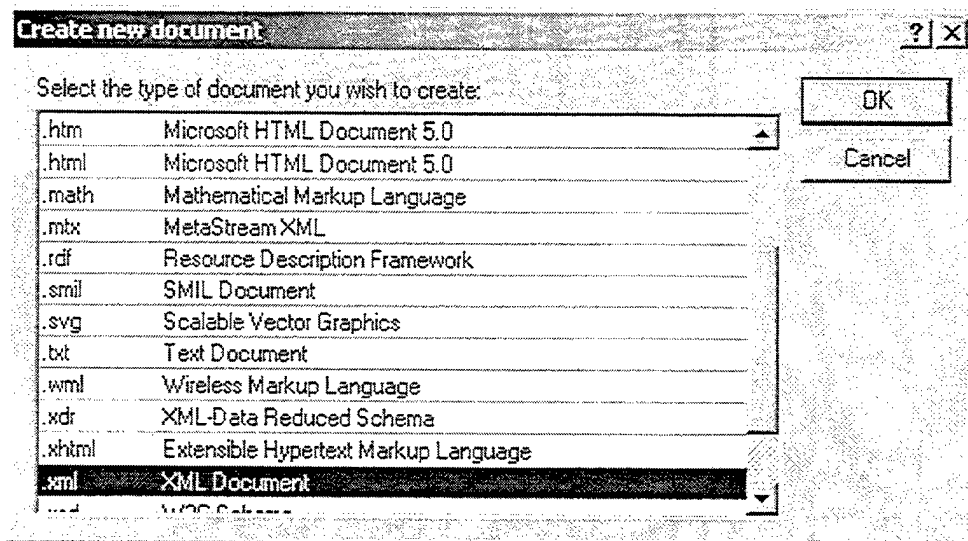 Create new document
? X
Select the type of document you wish to create:
OK
Cancel
.htm Microsoft HTML Document 5.0
.html Microsoft HTML Document 5.0
.math Mathematical Markup Language
.mtx MetaStream XML
.rdf Resource Description Framework
.smil SMIL Document
.svg Scalable Vector Graphics
.txt Text Document
.wml Wireless Markup Language
.xdr XML-Data Reduced Schema
.xhtml Extensible Hypertext Markup Language
.xml XML Document